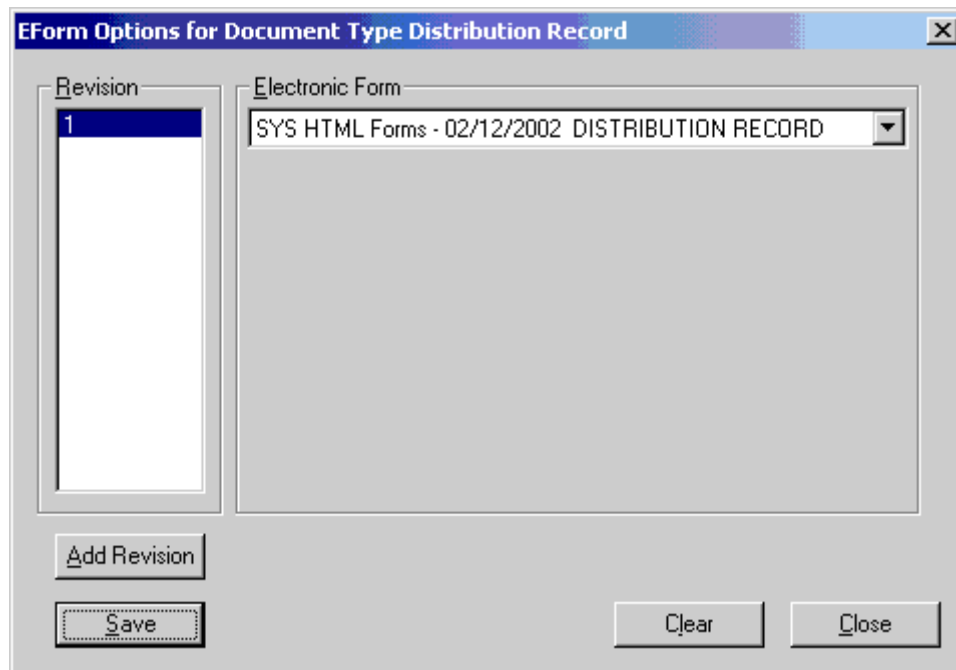 EForm Options for Document Type Distribution Record
Revision
Electronic Form
1
SYS HTML Forms - 02/12/2002 DISTRIBUTION RECORD
Add Revision
Save
Clear
Close